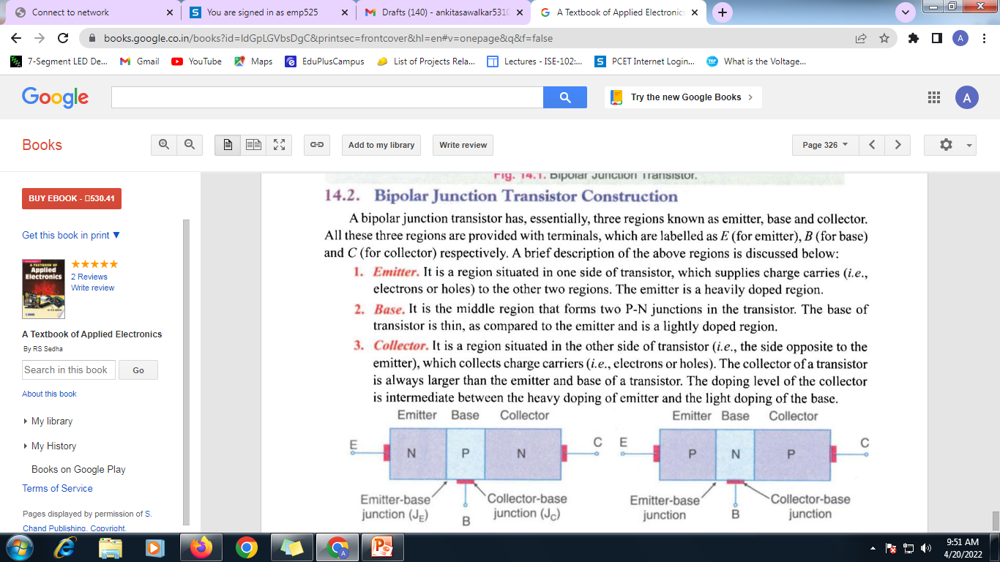 Connect to network
You are signed in as emp525
Drafts (140) - ankitasawalkar5310
A Textbook of Applied Electronics
books.google.co.in/books?id=IdGpLGVbsDgC&printsec=frontcover&hl=en#v=onepage&q&f=false
7-Segment LED De...
Gmail
YouTube
Maps
EduPlusCampus
List of Projects Rela...
Lectures - ISE-102:...
PCET Internet Login...
What is the Voltage...
Google
Try the new Google Books
A
Books
Add to my library
Write review
Page 326
BUY EBOOK - 530.41
Get this book in print ▼
A TEXTBOOK OF
Applied
Electronics
2 Reviews
Write review
A Textbook of Applied Electronics
By RS Sedha
Search in this book
Go
About this book
My library
My History
Books on Google Play
Terms of Service
Pages displayed by permission of S.
Chand Publishing. Copyright.
Fig. 14.1. Bipolar Junction Transistor.
14.2. Bipolar Junction Transistor Construction
A bipolar junction transistor has, essentially, three regions known as emitter, base and collector.
All these three regions are provided with terminals, which are labelled as E (for emitter), B (for base)
and C (for collector) respectively. A brief description of the above regions is discussed below:
1. Emitter. It is a region situated in one side of transistor, which supplies charge carries (i.e.,
electrons or holes) to the other two regions. The emitter is a heavily doped region.
2. Base. It is the middle region that forms two P-N junctions in the transistor. The base of
transistor is thin, as compared to the emitter and is a lightly doped region.
3. Collector. It is a region situated in the other side of transistor (i.e., the side opposite to the
emitter), which collects charge carriers (i.e., electrons or holes). The collector of a transistor
is always larger than the emitter and base of a transistor. The doping level of the collector
is intermediate between the heavy doping of emitter and the light doping of the base.
Emitter Base Collector
E N P N C
Emitter-base
junction (JE)
B
Collector-base
junction (JC)
Emitter Base Collector
E P N P C
Emitter-base
junction
B
Collector-base
junction
9:51 AM
4/20/2022